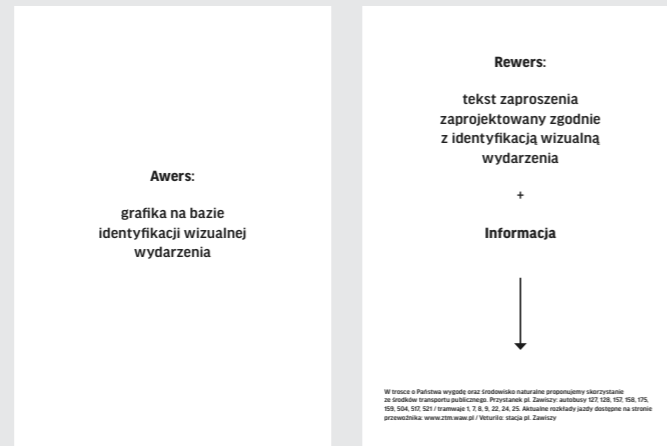 Awers:
grafika na bazie
identyfikacji wizualnej
wydarzenia
Rewers:
tekst zaproszenia
zaprojektowany zgodnie
z identyfikacją wizualną
wydarzenia
+
Informacja
W trosce o Państwa wygodę oraz środowisko naturalne proponujemy skorzystanie
ze środków transportu publicznego. Przystanek pl. Zawiszy: autobusy 127, 128, 157, 158, 175,
159, 504, 517, 521 / tramwaje 1, 7, 8, 9, 22, 24, 25. Aktualne rozkłady jazdy dostępne na stronie
przewoźnika: www.ztm.waw.pl / Veturilo: stacja pl. Zawiszy